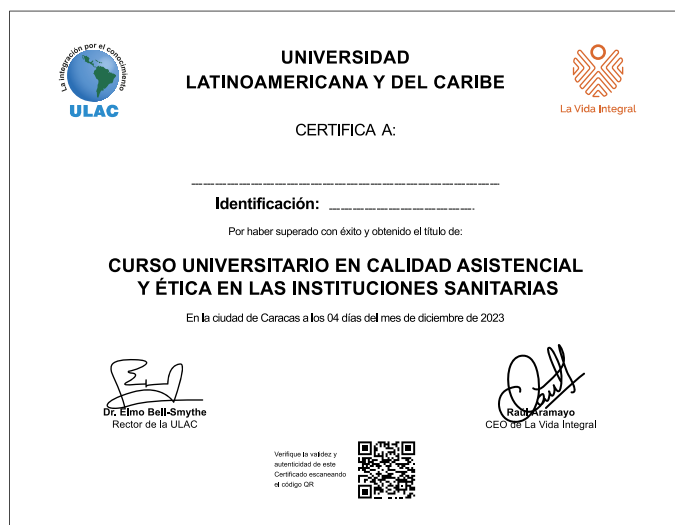 La integración por el conocimiento
ULAC
UNIVERSIDAD
LATINOAMERICANA Y DEL CARIBE
La Vida Integral
CERTIFICA A:
Identificación:
Por haber superado con éxito y obtenido el título de:
CURSO UNIVERSITARIO EN CALIDAD ASISTENCIAL
Y ÉTICA EN LAS INSTITUCIONES SANITARIAS
En la ciudad de Caracas a los 04 días del mes de diciembre de 2023
Dr. Elmo Bell-Smythe
Rector de la ULAC
Raúl Aramayo
CEO de La Vida Integral
Verifique la validez y
autenticidad de este
Certificado escaneando
el código QR